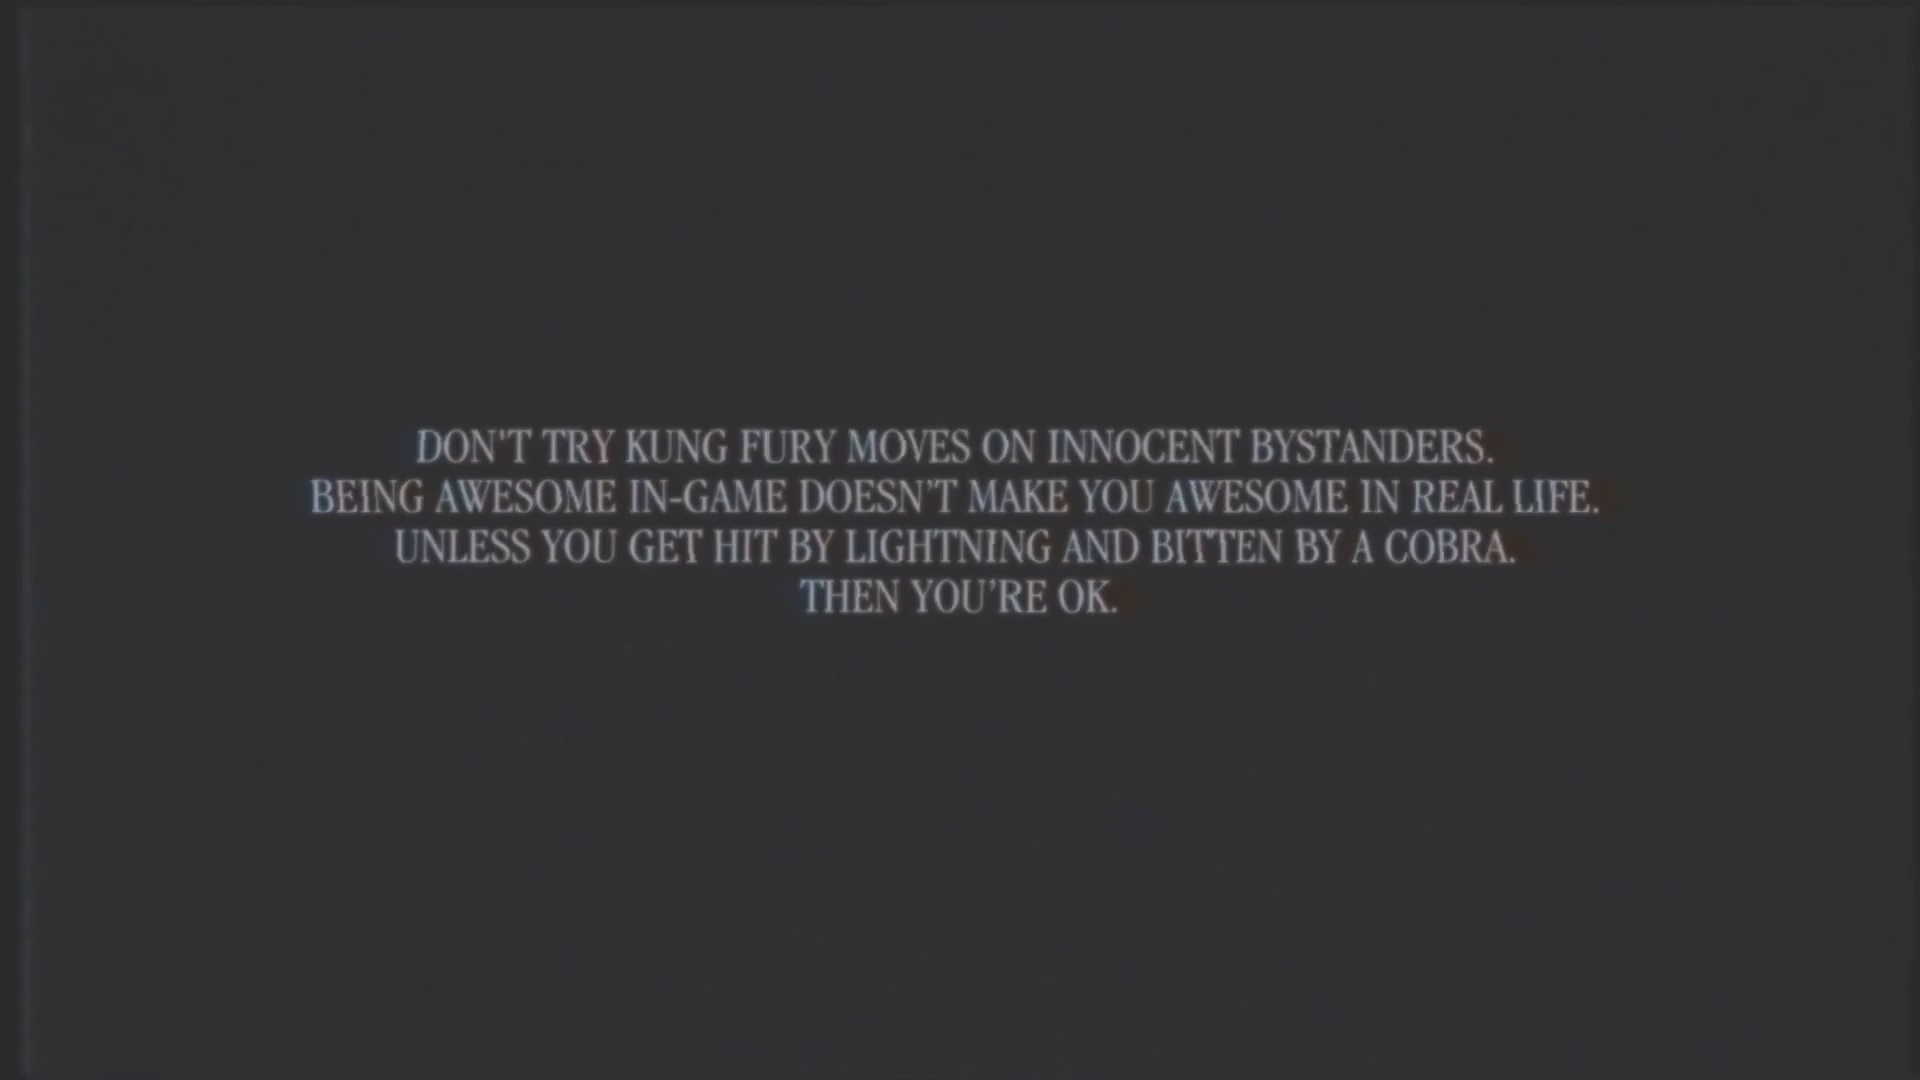 DON'T TRY KUNG FURY MOVES ON INNOCENT BYSTANDERS.
BEING AWESOME IN-GAME DOESN’T MAKE YOU AWESOME IN REAL LIFE.
UNLESS YOU GET HIT BY LIGHTNING AND BITTEN BY A COBRA.
THEN YOU’RE OK.